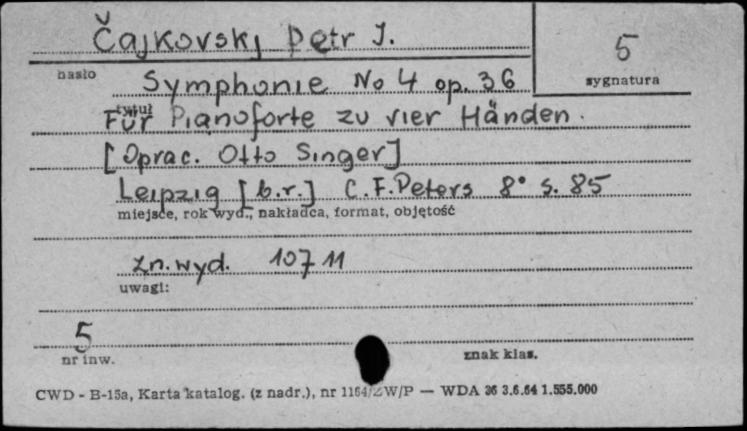 Čajkovskj Petr J.
5
hasło
sygnatura
Symphonie No 4 op. 36
tytuł
Für Pianoforte zu vier Händen.
[Oprac. Otto Singer]
Leipzig [b.r.] C.F. Peters 8° s. 85
miejsce, rok wyd., nakładca, format, objętość
Zn. wyd. 10711
uwagi:
5
nr inw.
znak klas.
CWD - B-15a, Karta katalog. (z nadr.), nr 1164/ZW/P — WDA 36 3.6.64 1.555.000